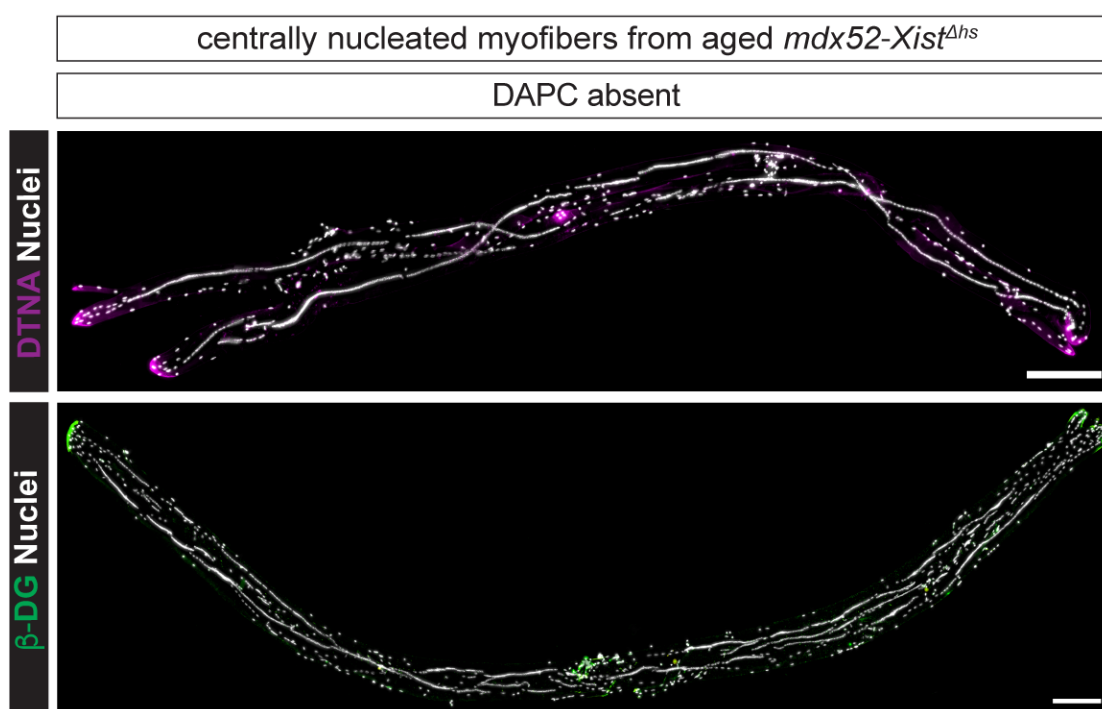 centrally nucleated myofibers from aged mdx52-Xist^Δhs
DAPC absent
DTNA Nuclei
β-DG Nuclei